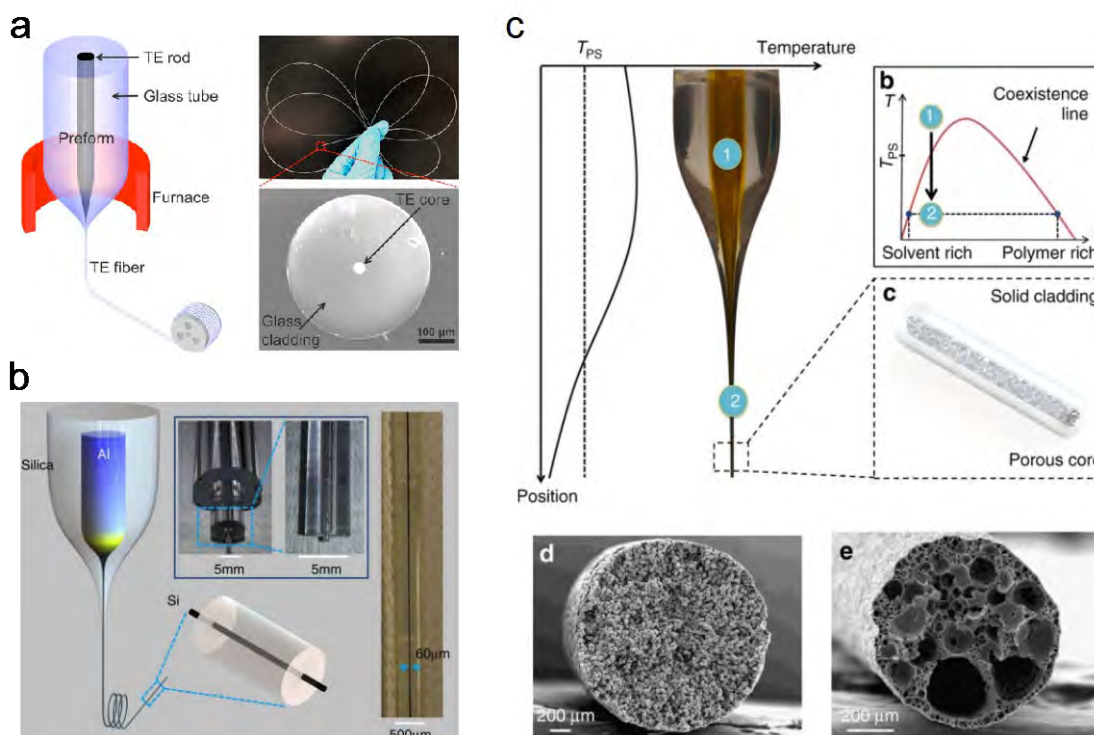 a
TE rod
Glass tube
Preform
Furnace
TE fiber
TE core
Glass
cladding
100 μm
b
Silica
Al
5mm
5mm
Si
60μm
500μm
c
T_PS
Temperature
1
2
Position
b
T
T_PS
1
2
Coexistence
line
Solvent rich
Polymer rich
c
Solid cladding
Porous core
d
200 μm
e
200 μm